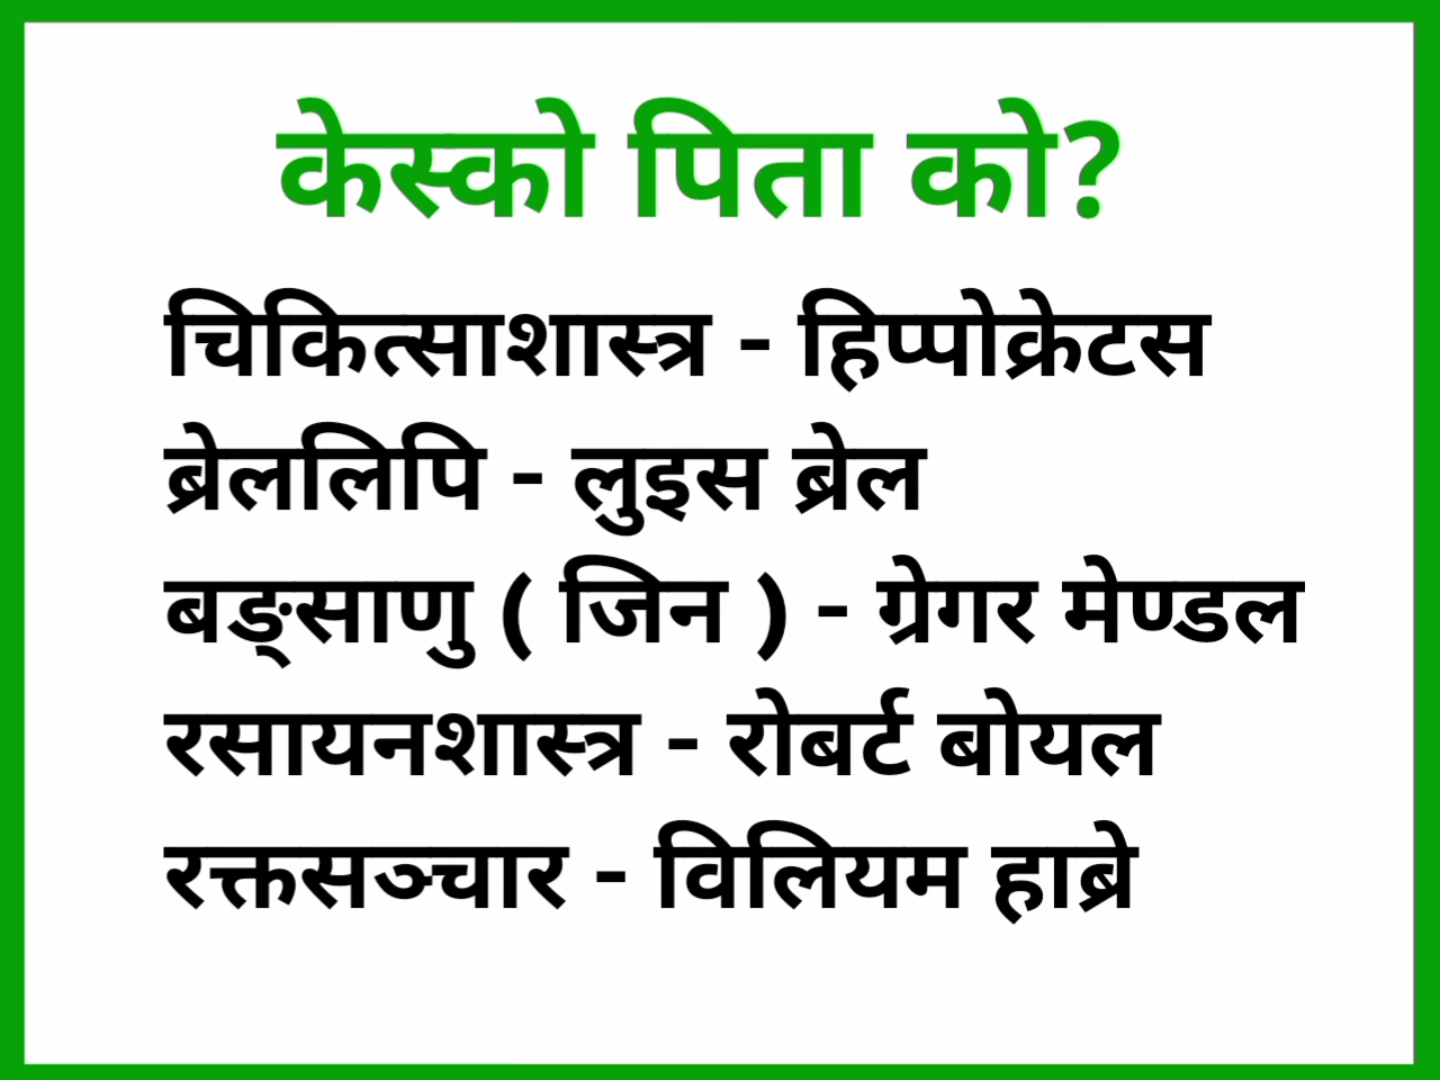 केस्को पिता को?
चिकित्साशास्त्र - हिप्पोक्रेटस
ब्रेललिपि - लुइस ब्रेल
बङ्साणु ( जिन ) - ग्रेगर मेण्डल
रसायनशास्त्र - रोबर्ट बोयल
रक्तसञ्चार - विलियम हाब्रे